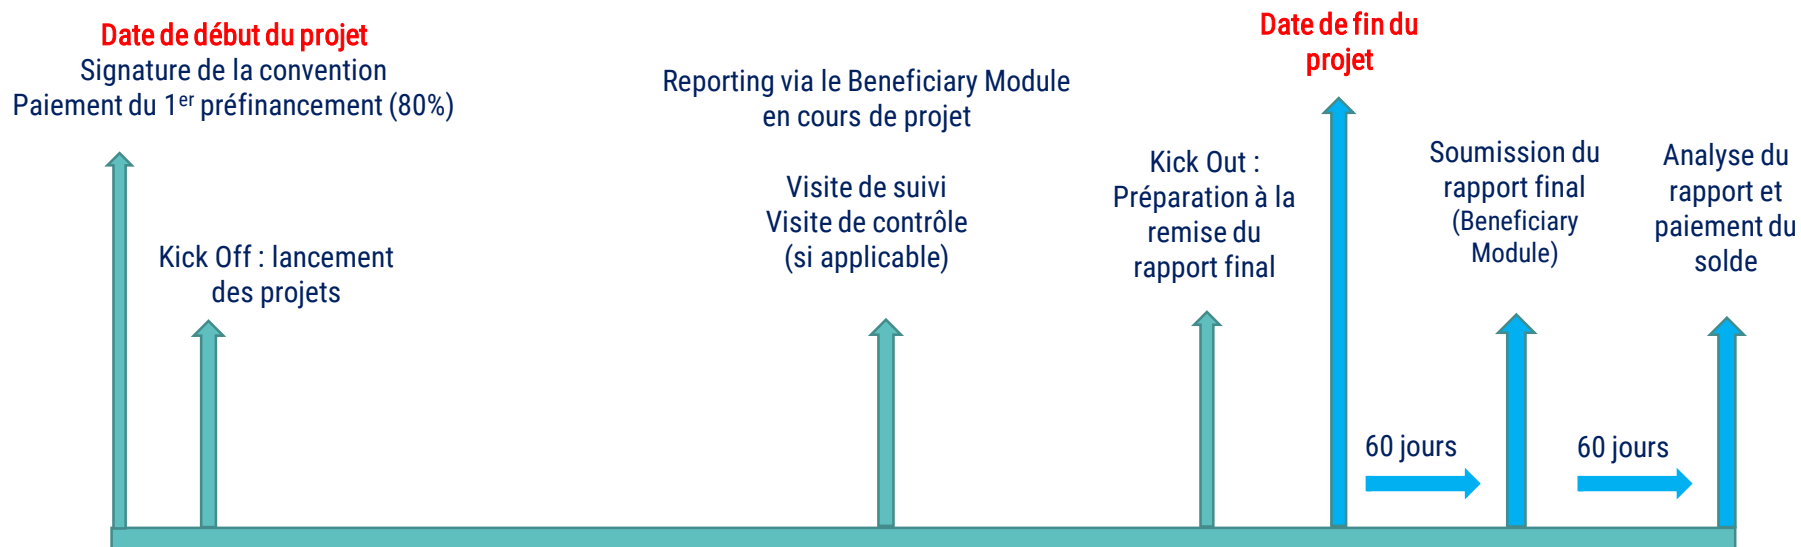 Date de début du projet
Signature de la convention
Paiement du 1er préfinancement (80%)
Kick Off : lancement
des projets
Reporting via le Beneficiary Module
en cours de projet
Visite de suivi
Visite de contrôle
(si applicable)
Kick Out :
Préparation à la
remise du
rapport final
Date de fin du
projet
60 jours
Soumission du
rapport final
(Beneficiary
Module)
60 jours
Analyse du
rapport et
paiement du
solde